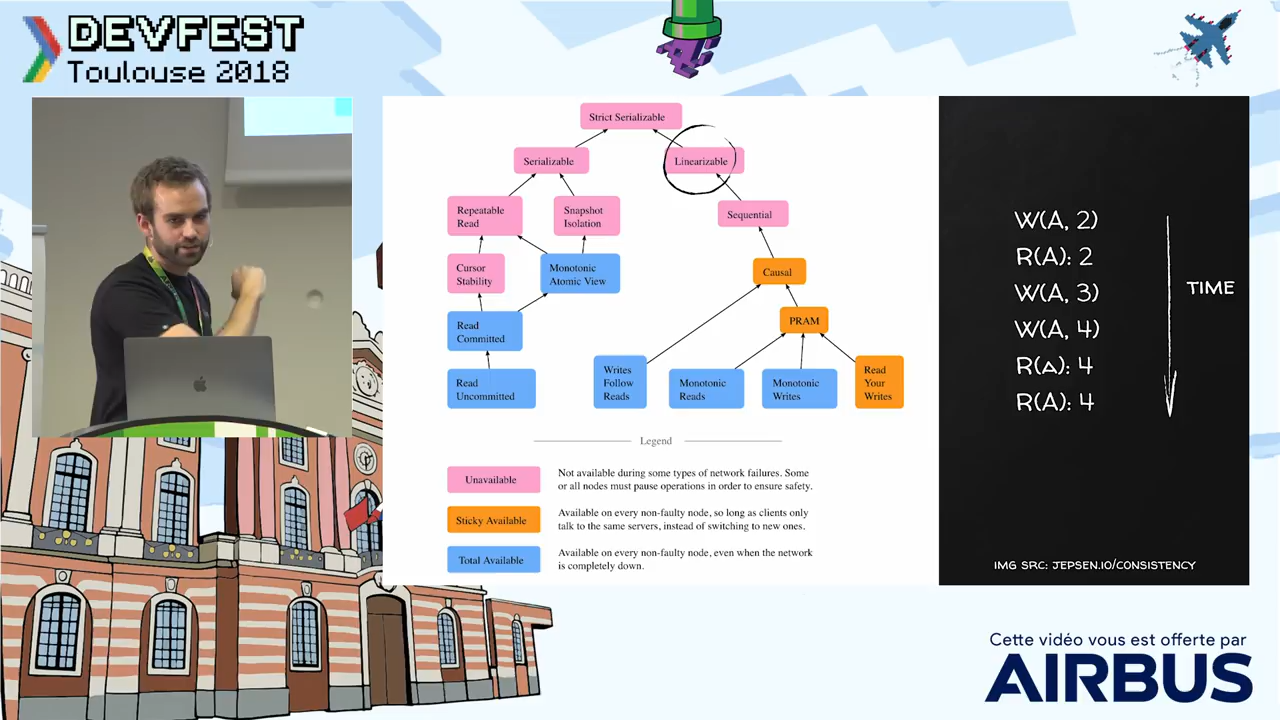 DEVFEST
Toulouse 2018
Strict Serializable
Serializable
Linearizable
Repeatable
Read
Snapshot
Isolation
Sequential
Cursor
Stability
Monotonic
Atomic View
Causal
Read
Committed
PRAM
Read
Uncommitted
Writes
Follow
Reads
Monotonic
Reads
Monotonic
Writes
Read
Your
Writes
Legend
Unavailable
Not available during some types of network failures. Some
or all nodes must pause operations in order to ensure safety.
Sticky Available
Available on every non-faulty node, so long as clients only
talk to the same servers, instead of switching to new ones.
Total Available
Available on every non-faulty node, even when the network
is completely down.
W(A, 2)
R(A): 2
W(A, 3)
W(A, 4)
R(A): 4
R(A): 4
TIME
IMG SRC: JEPSEN.IO/CONSISTENCY
Cette vidéo vous est offerte par
AIRBUS